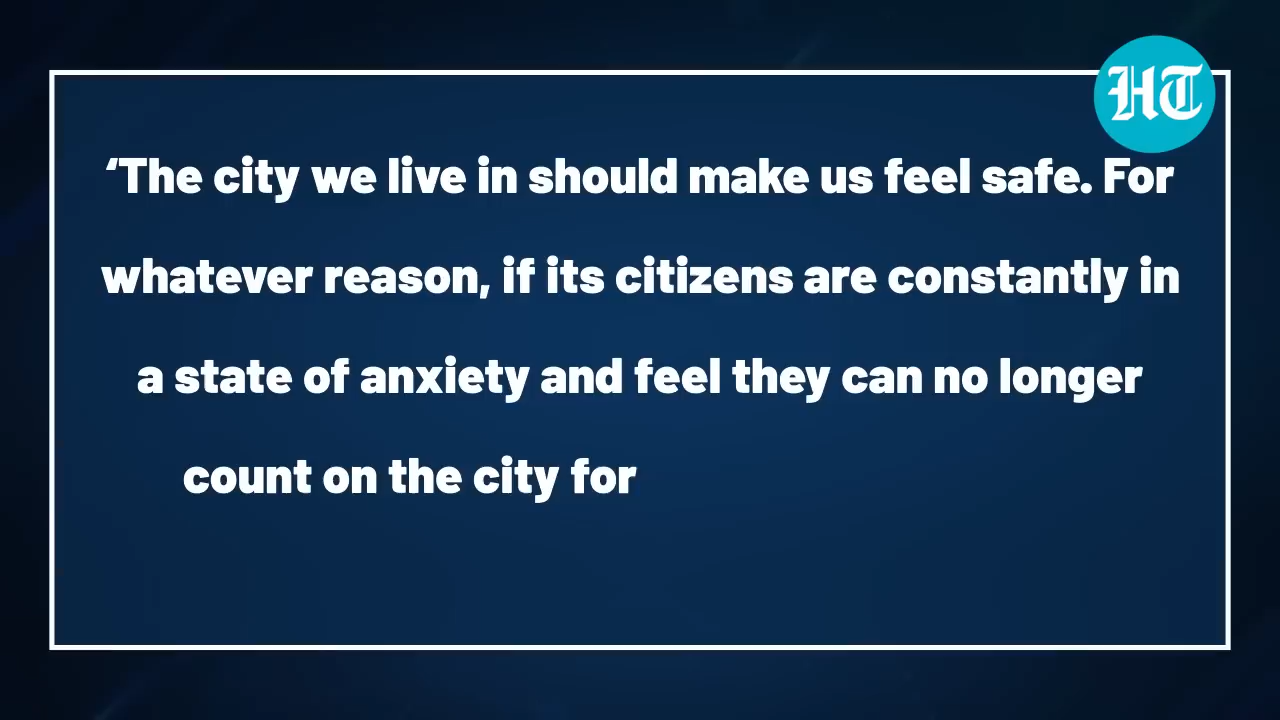 HT
‘The city we live in should make us feel safe. For
whatever reason, if its citizens are constantly in
a state of anxiety and feel they can no longer
count on the city for